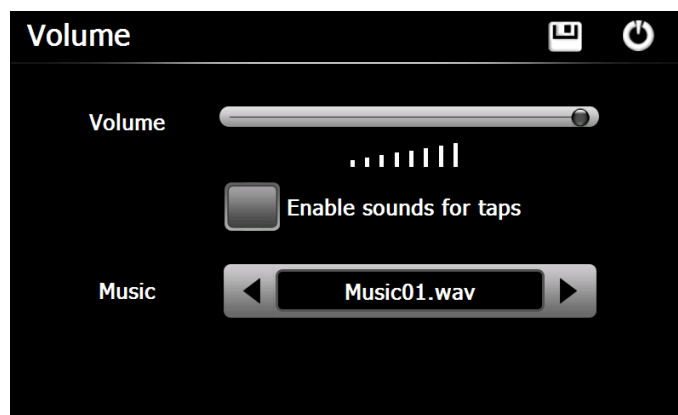 Volume
Volume
Enable sounds for taps
Music
Music01.wav